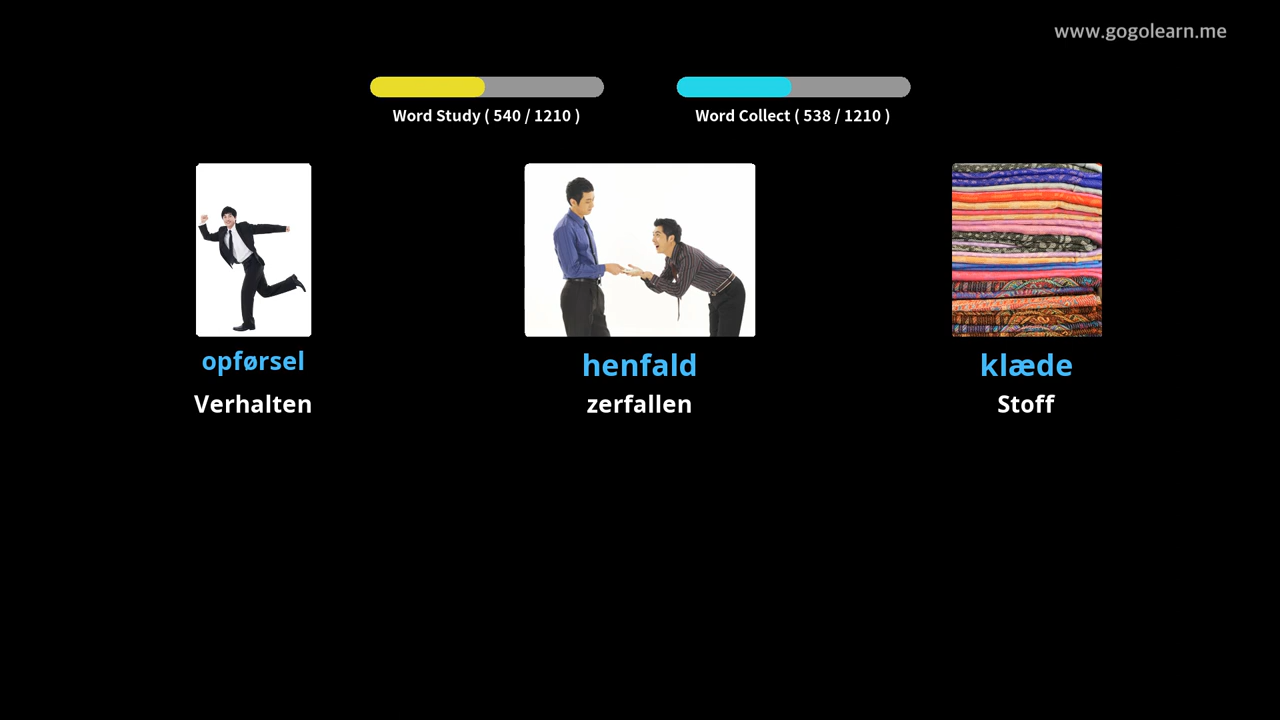 www.gogolearn.me
Word Study ( 540 / 1210 )
Word Collect ( 538 / 1210 )
opførsel
henfald
klæde
Verhalten
zerfallen
Stoff